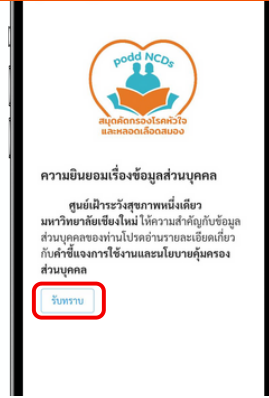 podd NCDs
สมุดคัดกรองโรคหัวใจ
และหลอดเลือดสมอง
ความยินยอมเรื่องข้อมูลส่วนบุคคล
ศูนย์เฝ้าระวังสุขภาพหนึ่งเดียว
มหาวิทยาลัยเชียงใหม่ ให้ความสำคัญกับข้อมูล
ส่วนบุคคลของท่านโปรดอ่านรายละเอียดเกี่ยว
กับคำชี้แจงการใช้งานและนโยบายคุ้มครอง
ส่วนบุคคล
รับทราบ